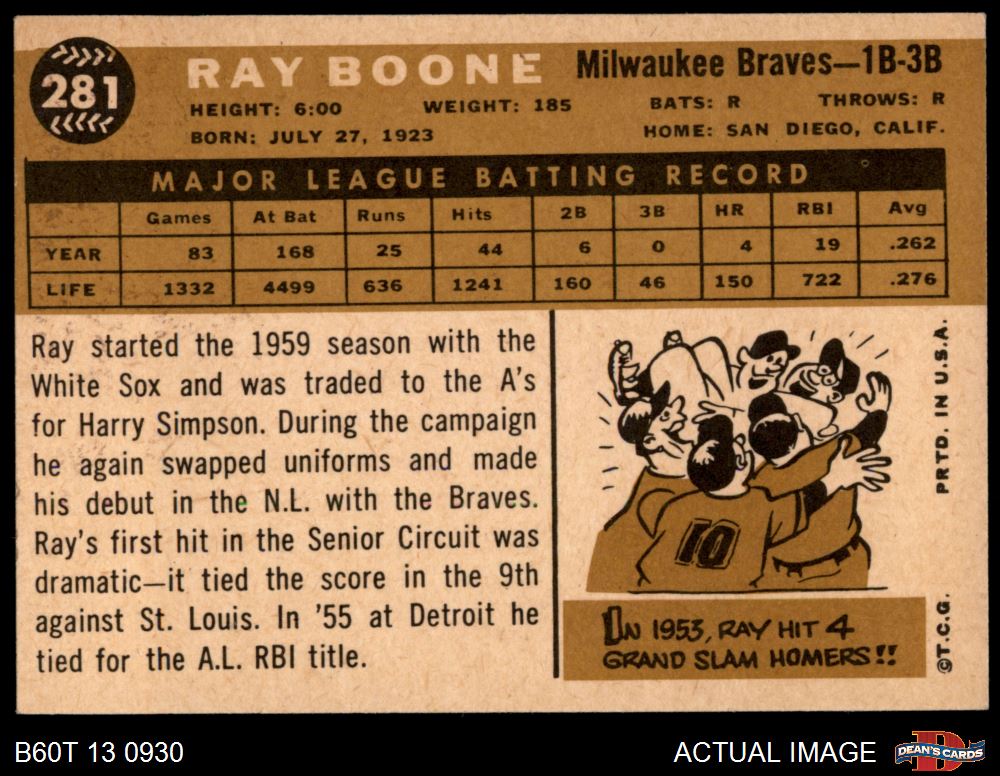 281
RAY BOONE
Milwaukee Braves—1B-3B
HEIGHT: 6:00 WEIGHT: 185 BATS: R THROWS: R
BORN: JULY 27, 1923 HOME: SAN DIEGO, CALIF.
MAJOR LEAGUE BATTING RECORD
Games At Bat Runs Hits 2B 3B HR RBI Avg
YEAR 83 168 25 44 6 0 4 19 .262
LIFE 1332 4499 636 1241 160 46 150 722 .276
Ray started the 1959 season with the
White Sox and was traded to the A's
for Harry Simpson. During the campaign
he again swapped uniforms and made
his debut in the N.L. with the Braves.
Ray's first hit in the Senior Circuit was
dramatic—it tied the score in the 9th
against St. Louis. In '55 at Detroit he
tied for the A.L. RBI title.
10
IN 1953, RAY HIT 4
GRAND SLAM HOMERS!!
©T.C.G. PRTD. IN U.S.A.
B60T 13 0930
ACTUAL IMAGE
D
DEAN'S CARDS